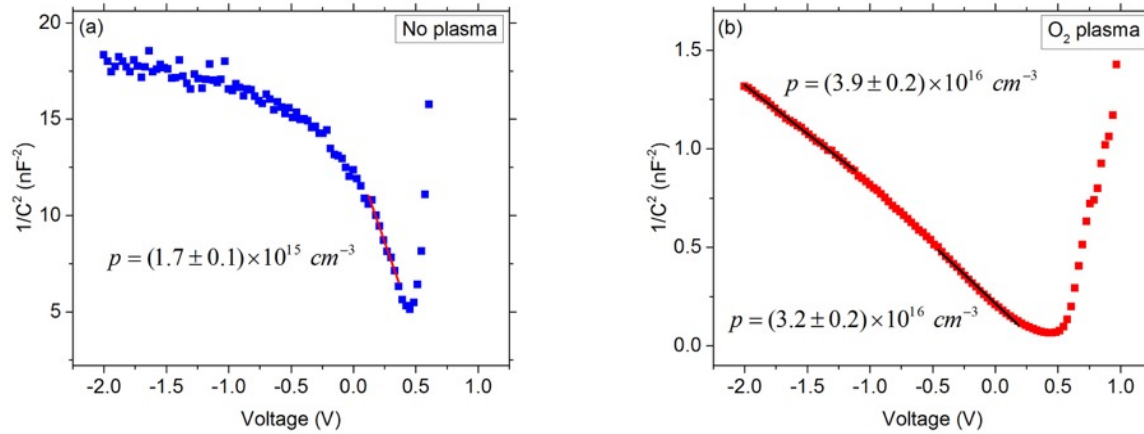 (a)
No plasma
20
15
10
5
1/C² (nF⁻²)
p = (1.7 ± 0.1) × 10¹⁵ cm⁻³
-2.0 -1.5 -1.0 -0.5 0.0 0.5 1.0
Voltage (V)
(b)
O₂ plasma
1.5
1.0
0.5
0.0
1/C² (nF⁻²)
p = (3.9 ± 0.2) × 10¹⁶ cm⁻³
p = (3.2 ± 0.2) × 10¹⁶ cm⁻³
-2.0 -1.5 -1.0 -0.5 0.0 0.5 1.0
Voltage (V)